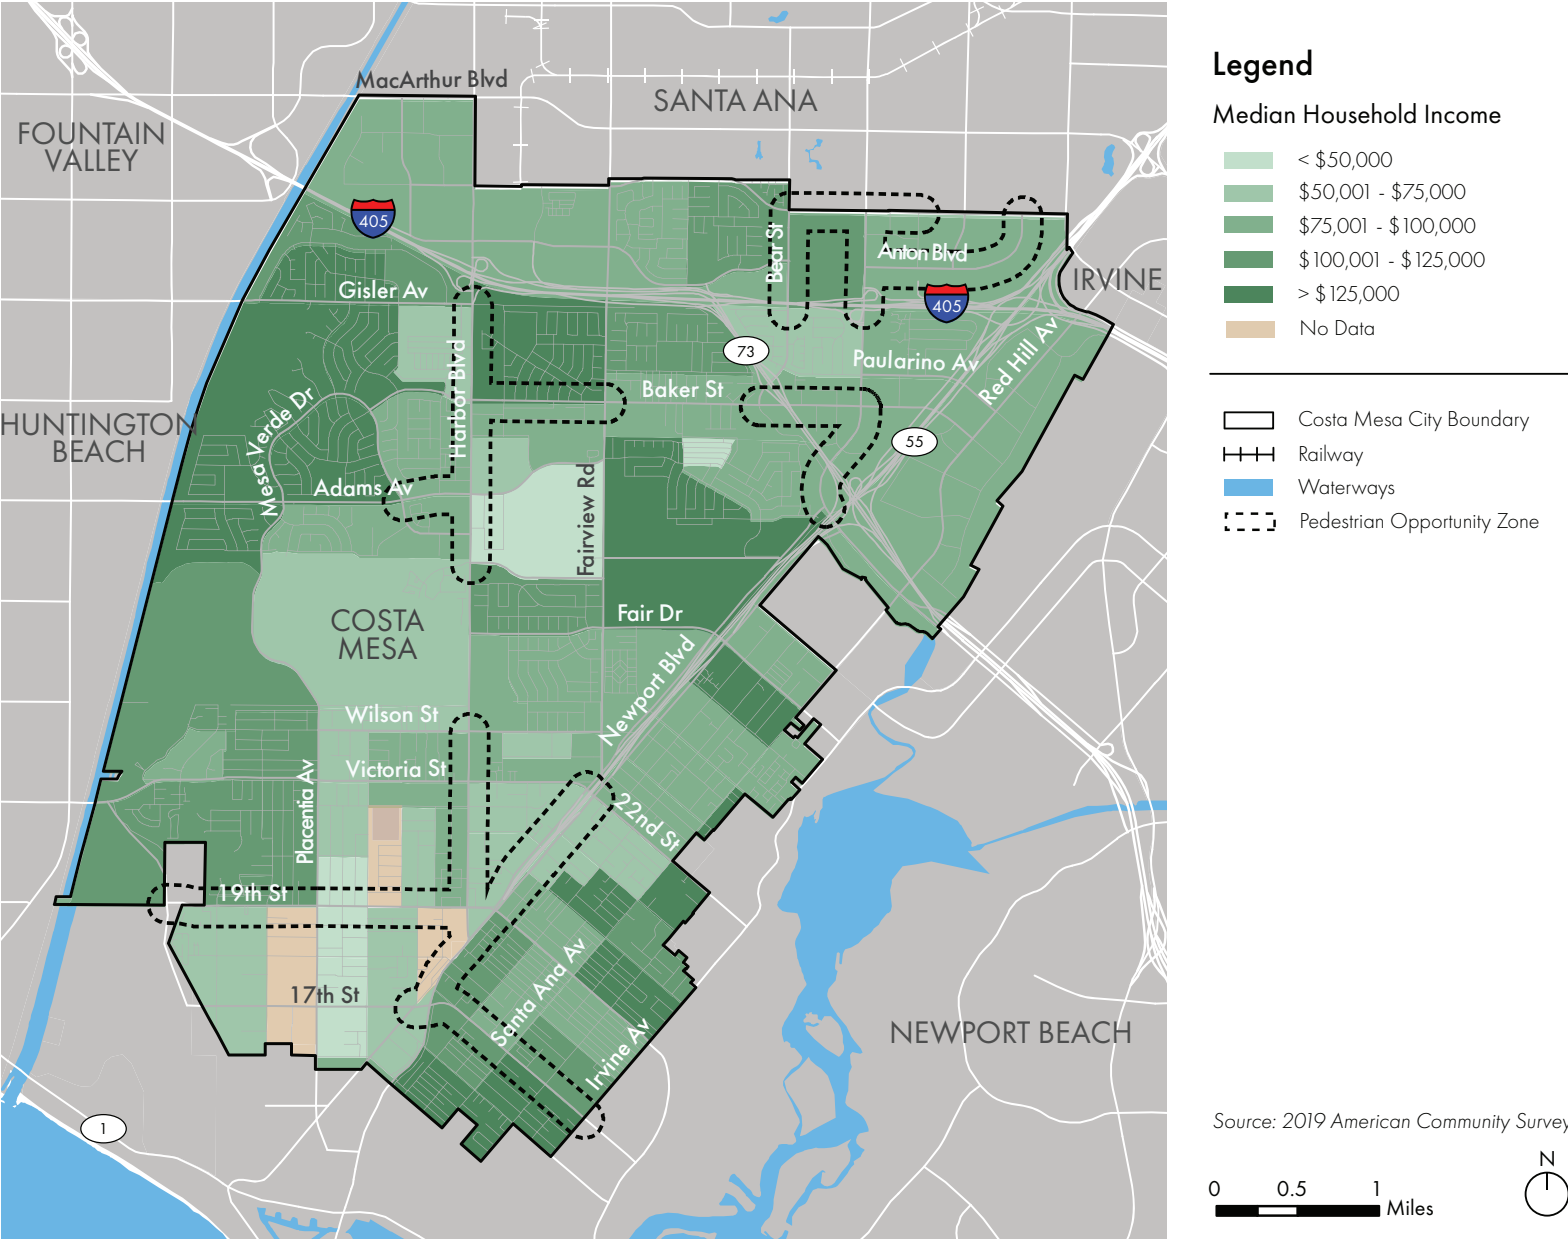 MacArthur Blvd
SANTA ANA
FOUNTAIN
VALLEY
405
Bear St
Anton Blvd
IRVINE
Gisler Av
405
73
Paularino Av
Red Hill Av
Harbor Blvd
Baker St
HUNTINGTON
BEACH
Mesa Verde Dr
55
Adams Av
Fairview Rd
COSTA
MESA
Fair Dr
Newport Blvd
Wilson St
Victoria St
Placentia Av
22nd St
19th St
17th St
Santa Ana Av
Irvine Av
NEWPORT BEACH
1
Legend
Median Household Income
< $50,000
$50,001 - $75,000
$75,001 - $100,000
$100,001 - $125,000
> $125,000
No Data
Costa Mesa City Boundary
Railway
Waterways
Pedestrian Opportunity Zone
Source: 2019 American Community Survey
N
0 0.5 1
Miles